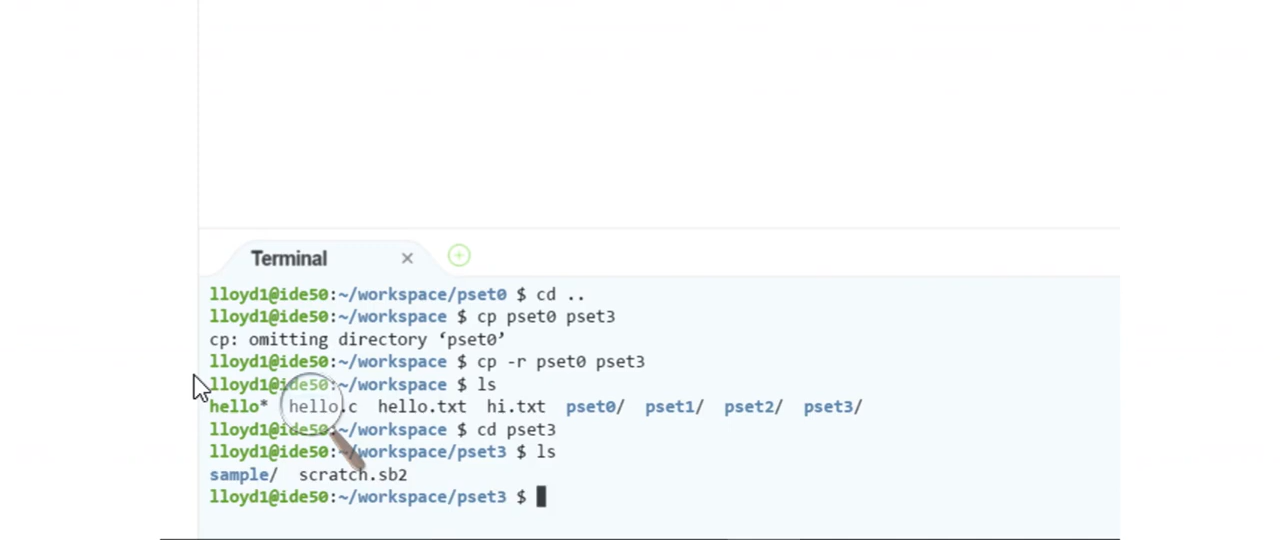 Terminal
lloyd1@ide50:~/workspace/pset0 $ cd ..
lloyd1@ide50:~/workspace $ cp pset0 pset3
cp: omitting directory ‘pset0’
lloyd1@ide50:~/workspace $ cp -r pset0 pset3
lloyd1@ide50:~/workspace $ ls
hello* hello.c hello.txt hi.txt pset0/ pset1/ pset2/ pset3/
lloyd1@ide50:~/workspace $ cd pset3
lloyd1@ide50:~/workspace/pset3 $ ls
sample/ scratch.sb2
lloyd1@ide50:~/workspace/pset3 $